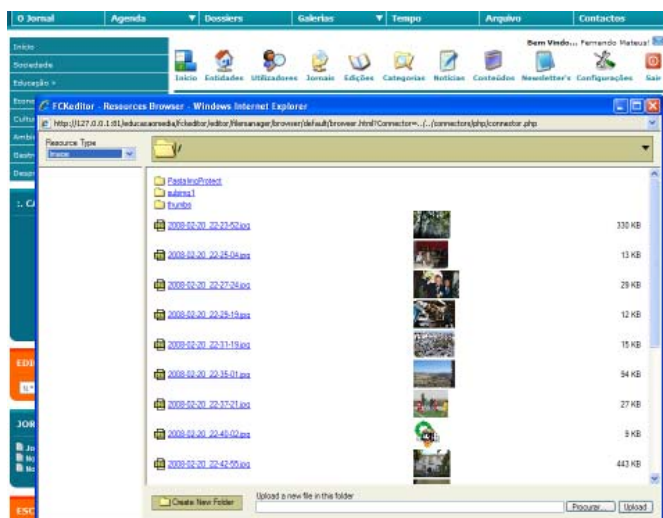 O Jornal Agenda Dossiers Galerias Tempo Arquivo Contactos
Bem Vindo... Fernando Mateus!
Início
Sociedade
Educação
Início Entidades Utilizadores Jornais Edições Categorias Notícias Conteúdos Newsletter's Configurações Sair
FCKeditor - Resources Browser - Windows Internet Explorer
Resource Type
Image
/
PastaImoProtect
subimg1
thumbs
2008-02-20_22-23-52.jpg 330 KB
2008-02-20_22-25-04.jpg 13 KB
2008-02-20_22-27-24.jpg 29 KB
2008-02-20_22-29-19.jpg 12 KB
2008-02-20_22-31-19.jpg 15 KB
2008-02-20_22-35-01.jpg 94 KB
2008-02-20_22-37-21.jpg 27 KB
2008-02-20_22-40-02.jpg 9 KB
2008-02-20_22-42-55.jpg 443 KB
Create New Folder
Upload a new file in this folder
Procurar... Upload